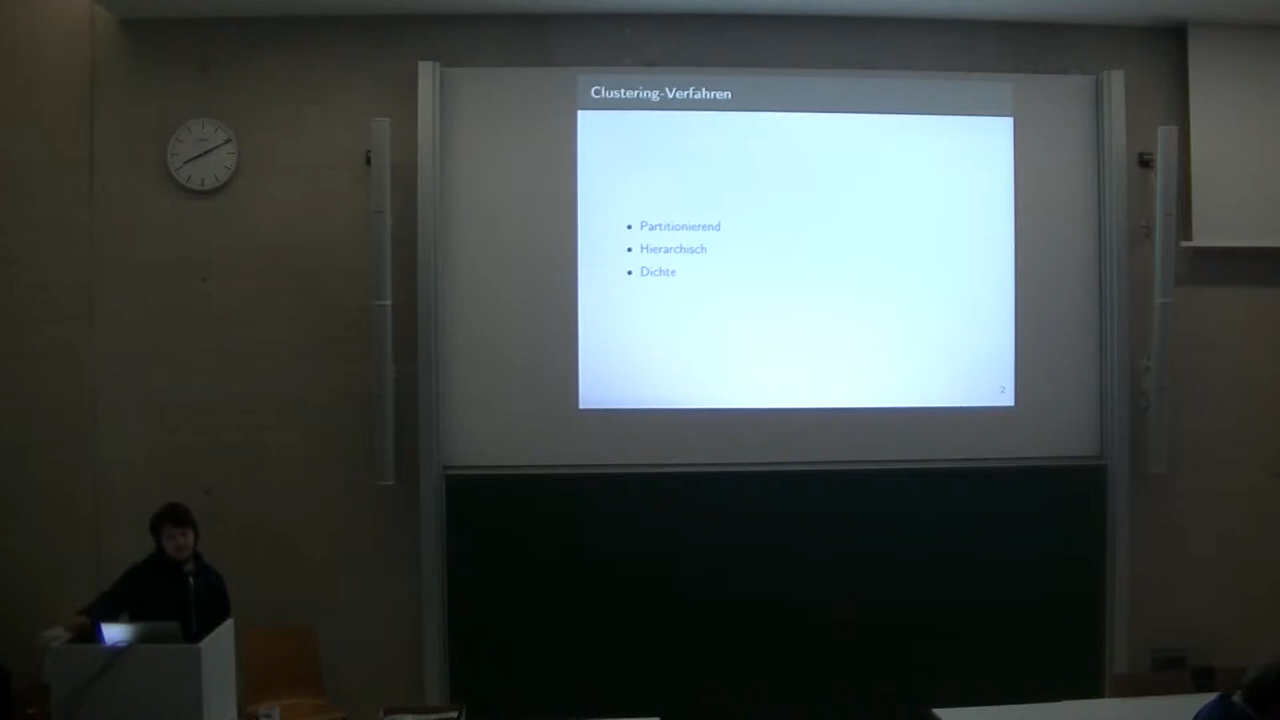 Clustering-Verfahren
Partitionierend
Hierarchisch
Dichte
2